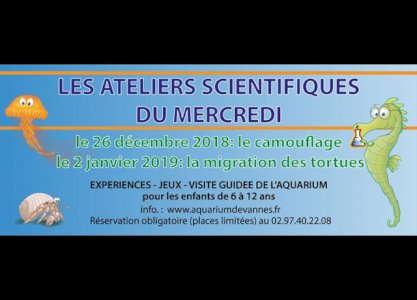 LES ATELIERS SCIENTIFIQUES
DU MERCREDI
le 26 décembre 2018: le camouflage
le 2 janvier 2019: la migration des tortues
EXPERIENCES - JEUX - VISITE GUIDEE DE L'AQUARIUM
pour les enfants de 6 à 12 ans
info. : www.aquariumdevannes.fr
Réservation obligatoire (places limitées) au 02.97.40.22.08